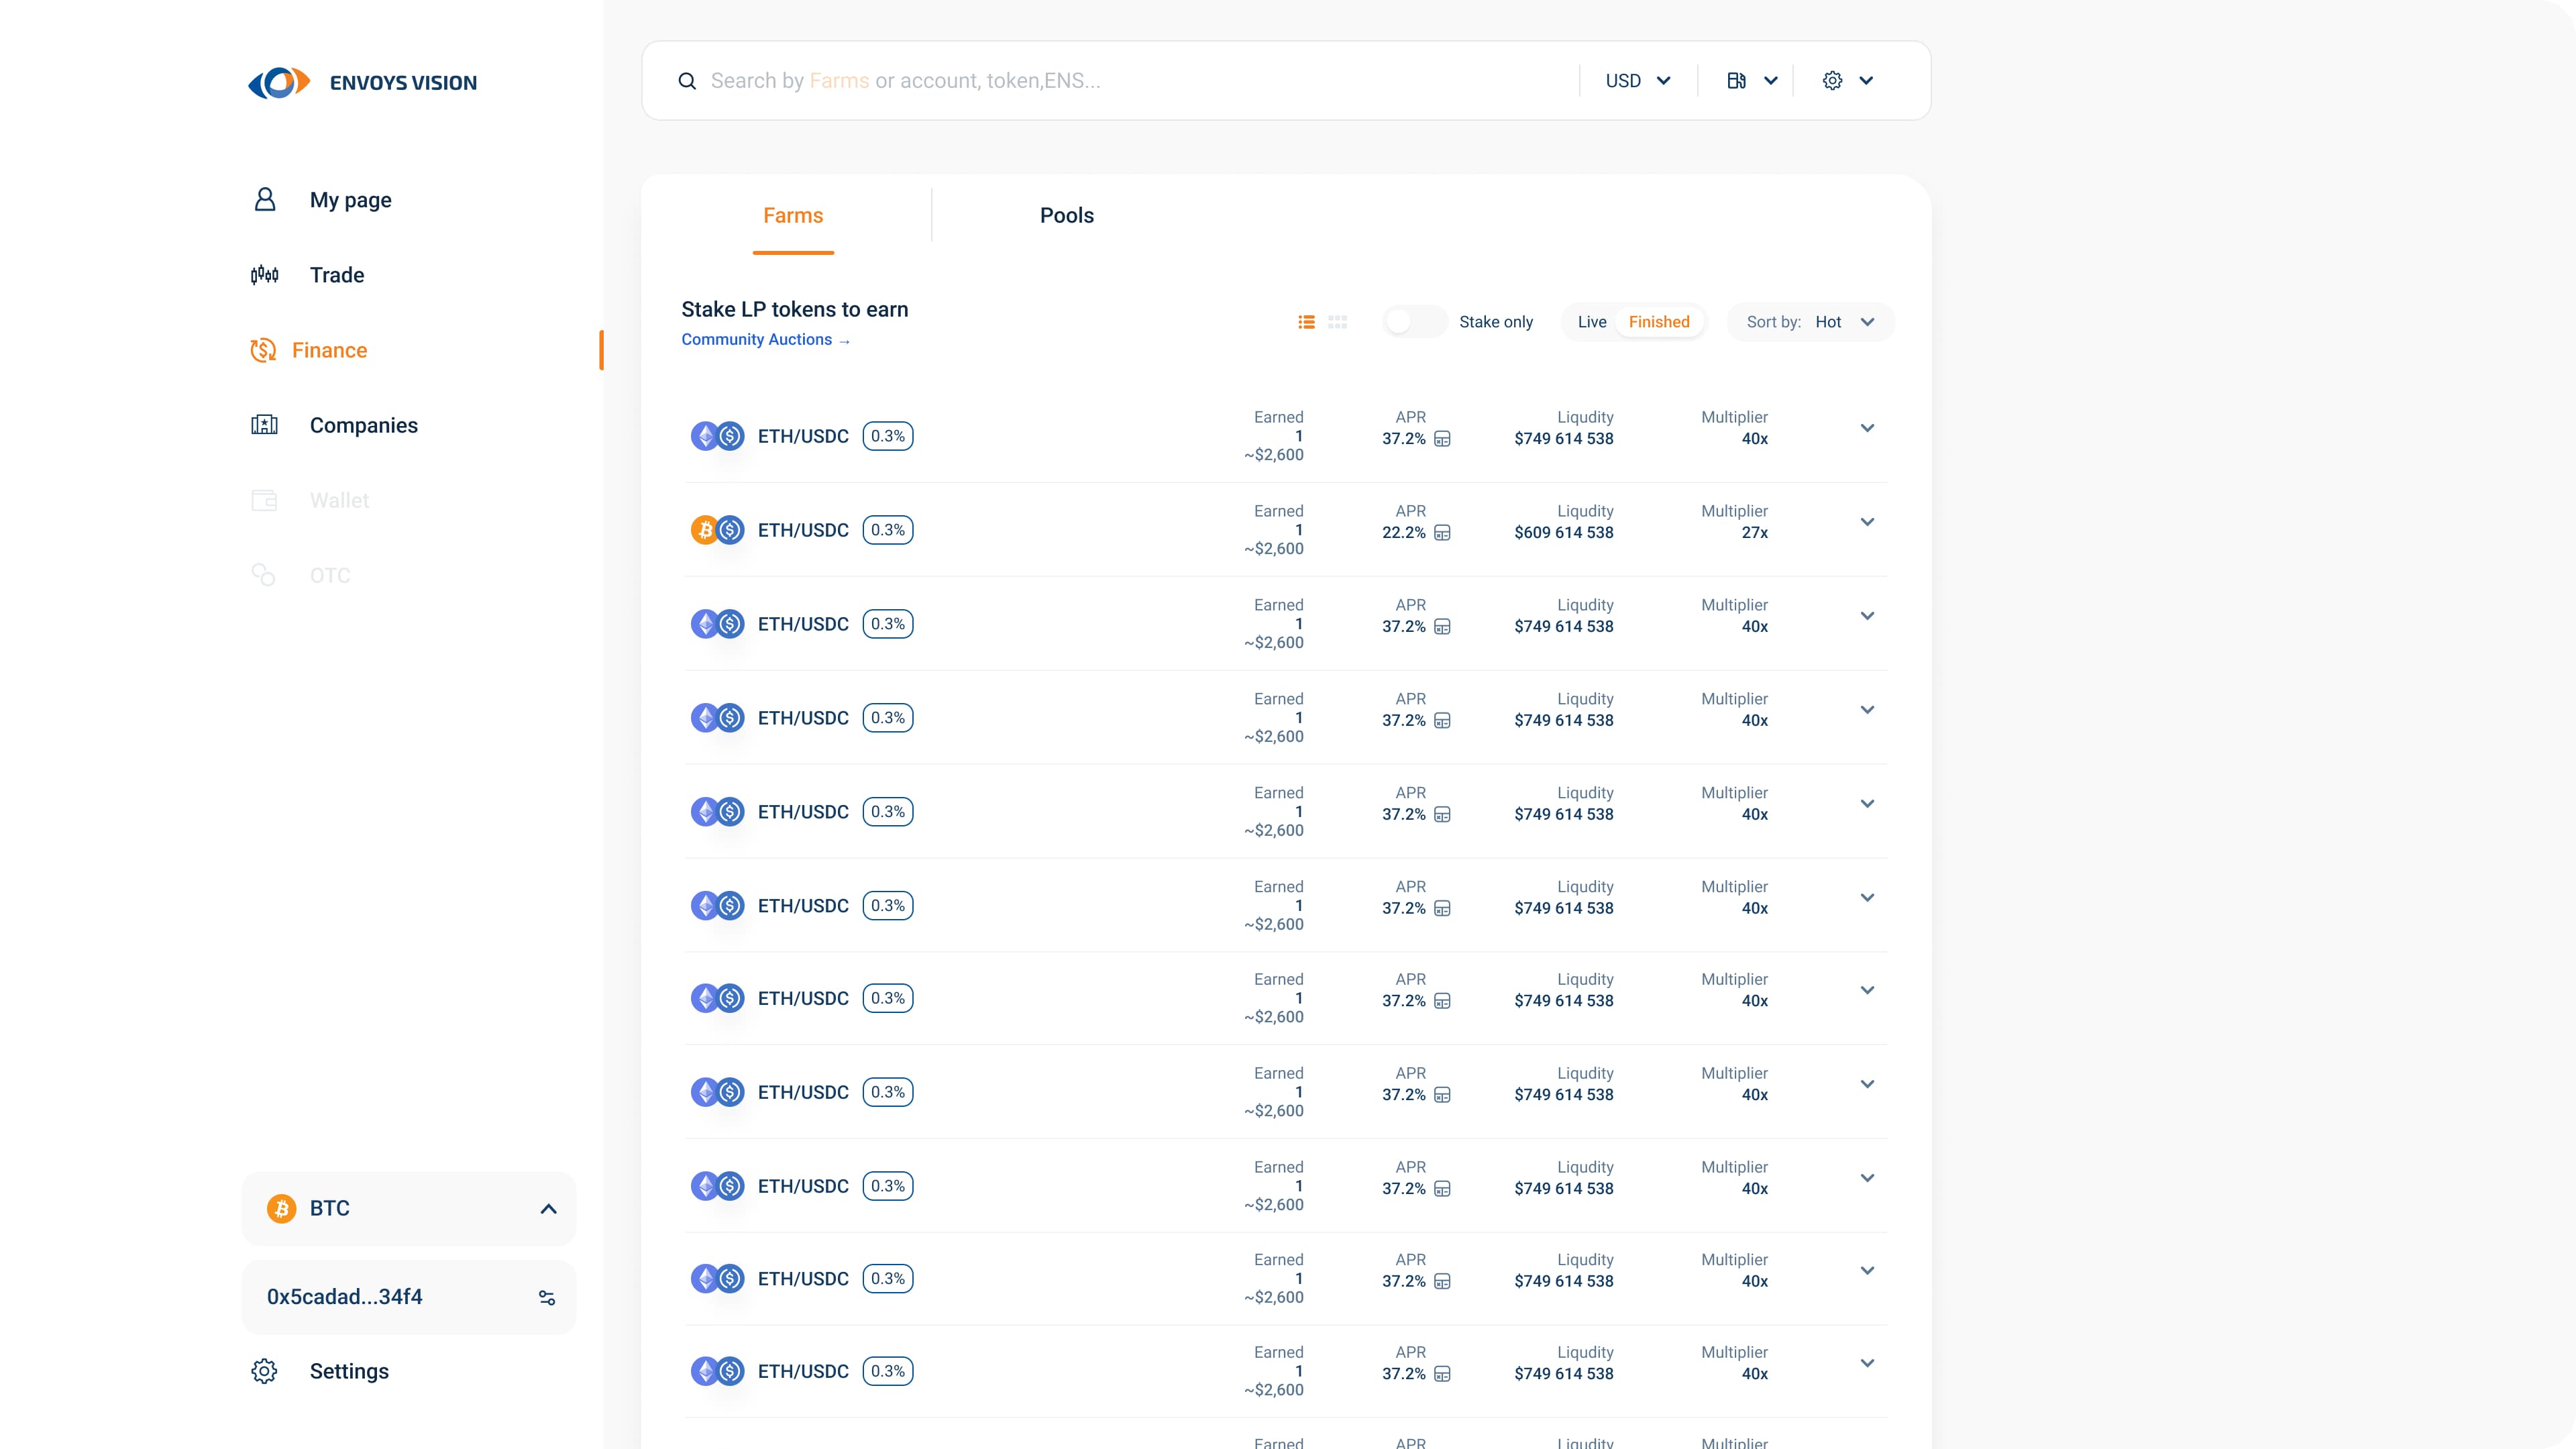 ENVOYS VISION
My page
Trade
Finance
Companies
Wallet
OTC
BTC
0x5cadad...34f4
Settings
Search by Farms or account, token,ENS...
USD
Farms
Pools
Stake LP tokens to earn
Community Auctions →
Stake only
Live
Finished
Sort by: Hot
ETH/USDC 0.3%
Earned
1
~$2,600
APR
37.2%
Liqudity
$749 614 538
Multiplier
40x
ETH/USDC 0.3%
Earned
1
~$2,600
APR
22.2%
Liqudity
$609 614 538
Multiplier
27x
ETH/USDC 0.3%
Earned
1
~$2,600
APR
37.2%
Liqudity
$749 614 538
Multiplier
40x
ETH/USDC 0.3%
Earned
1
~$2,600
APR
37.2%
Liqudity
$749 614 538
Multiplier
40x
ETH/USDC 0.3%
Earned
1
~$2,600
APR
37.2%
Liqudity
$749 614 538
Multiplier
40x
ETH/USDC 0.3%
Earned
1
~$2,600
APR
37.2%
Liqudity
$749 614 538
Multiplier
40x
ETH/USDC 0.3%
Earned
1
~$2,600
APR
37.2%
Liqudity
$749 614 538
Multiplier
40x
ETH/USDC 0.3%
Earned
1
~$2,600
APR
37.2%
Liqudity
$749 614 538
Multiplier
40x
ETH/USDC 0.3%
Earned
1
~$2,600
APR
37.2%
Liqudity
$749 614 538
Multiplier
40x
ETH/USDC 0.3%
Earned
1
~$2,600
APR
37.2%
Liqudity
$749 614 538
Multiplier
40x
ETH/USDC 0.3%
Earned
1
~$2,600
APR
37.2%
Liqudity
$749 614 538
Multiplier
40x
Earned
APR
Liqudity
Multiplier